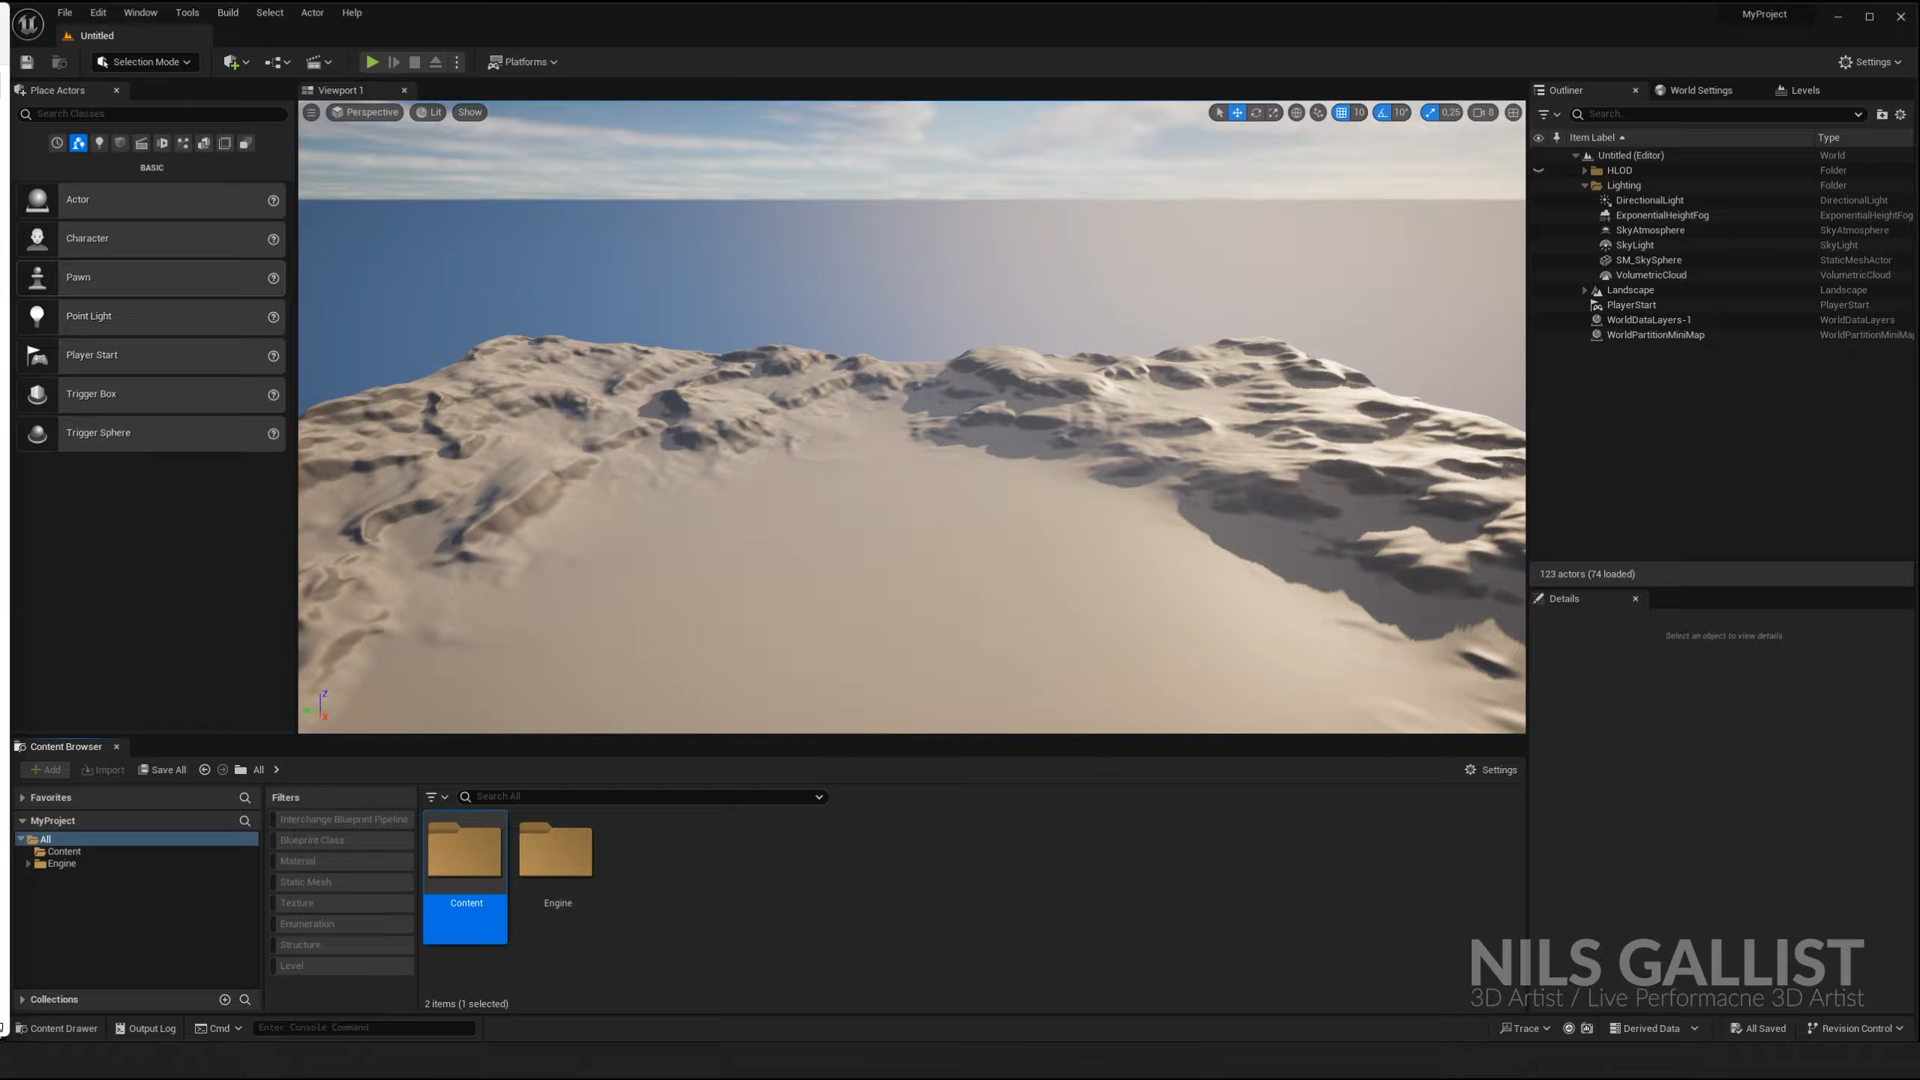 File Edit Window Tools Build Select Actor Help
MyProject
Untitled
Selection Mode
Platforms
Settings
Place Actors
Viewport 1
Outliner
World Settings
Levels
Search Classes
Perspective Lit Show
10 10° 0,25 8
Search...
Item Label Type
BASIC
Untitled (Editor) World
HLOD Folder
Lighting Folder
Actor
DirectionalLight DirectionalLight
ExponentialHeightFog ExponentialHeightFog
SkyAtmosphere SkyAtmosphere
Character
SkyLight SkyLight
SM_SkySphere StaticMeshActor
VolumetricCloud VolumetricCloud
Pawn
Landscape Landscape
PlayerStart PlayerStart
Point Light
WorldDataLayers-1 WorldDataLayers
WorldPartitionMiniMap WorldPartitionMiniMa
Player Start
Trigger Box
Trigger Sphere
123 actors (74 loaded)
Details
Select an object to view details
Z
X
Content Browser
Add Import Save All All
Settings
Favorites
Filters
Search All
MyProject
Interchange Blueprint Pipeline
All
Blueprint Class
Content
Engine
Material
Static Mesh
Texture
Content
Engine
Enumeration
Structure
Level
2 items (1 selected)
Collections
NILS GALLIST
3D Artist / Live Performacne 3D Artist
Content Drawer Output Log Cmd Enter Console Command
Trace Derived Data All Saved Revision Control